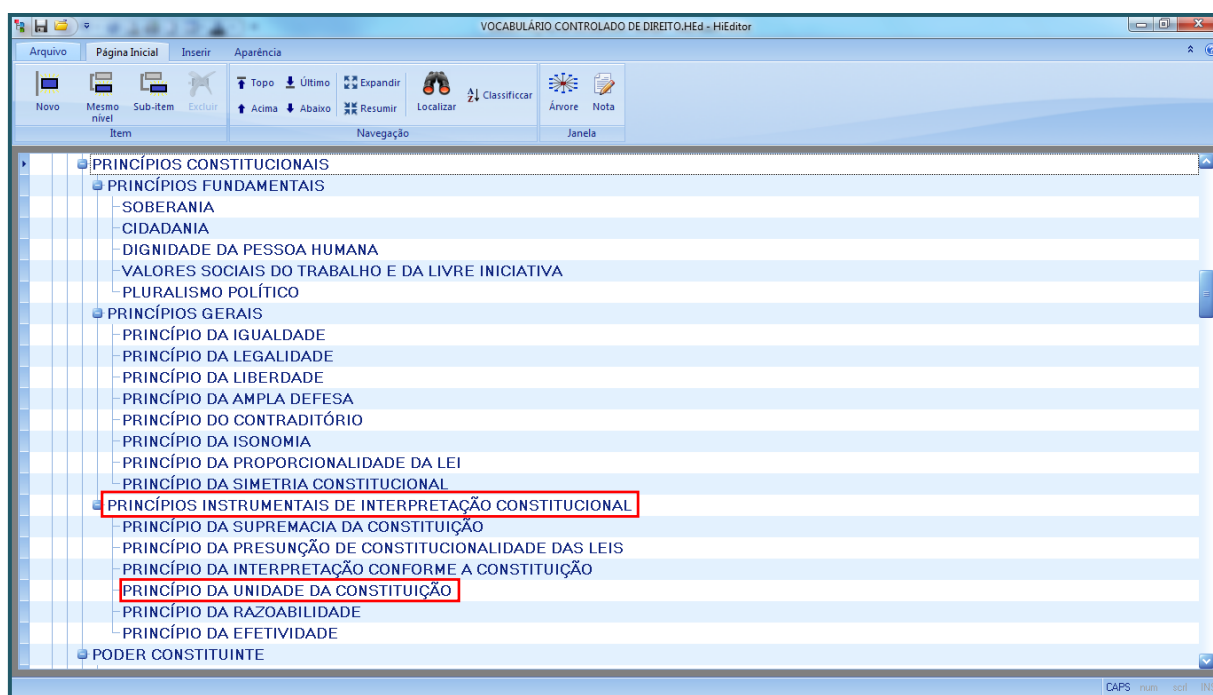 VOCABULÁRIO CONTROLADO DE DIREITO.HEd - HiEditor
Arquivo Página Inicial Inserir Aparência
Novo
Mesmo nível
Sub-item
Excluir
Topo Último Expandir
Acima Abaixo Resumir
Localizar
Classificcar
Árvore
Nota
Item Navegação Janela
PRINCÍPIOS CONSTITUCIONAIS
PRINCÍPIOS FUNDAMENTAIS
SOBERANIA
CIDADANIA
DIGNIDADE DA PESSOA HUMANA
VALORES SOCIAIS DO TRABALHO E DA LIVRE INICIATIVA
PLURALISMO POLÍTICO
PRINCÍPIOS GERAIS
PRINCÍPIO DA IGUALDADE
PRINCÍPIO DA LEGALIDADE
PRINCÍPIO DA LIBERDADE
PRINCÍPIO DA AMPLA DEFESA
PRINCÍPIO DO CONTRADITÓRIO
PRINCÍPIO DA ISONOMIA
PRINCÍPIO DA PROPORCIONALIDADE DA LEI
PRINCÍPIO DA SIMETRIA CONSTITUCIONAL
PRINCÍPIOS INSTRUMENTAIS DE INTERPRETAÇÃO CONSTITUCIONAL
PRINCÍPIO DA SUPREMACIA DA CONSTITUIÇÃO
PRINCÍPIO DA PRESUNÇÃO DE CONSTITUCIONALIDADE DAS LEIS
PRINCÍPIO DA INTERPRETAÇÃO CONFORME A CONSTITUIÇÃO
PRINCÍPIO DA UNIDADE DA CONSTITUIÇÃO
PRINCÍPIO DA RAZOABILIDADE
PRINCÍPIO DA EFETIVIDADE
PODER CONSTITUINTE
CAPS num scrl